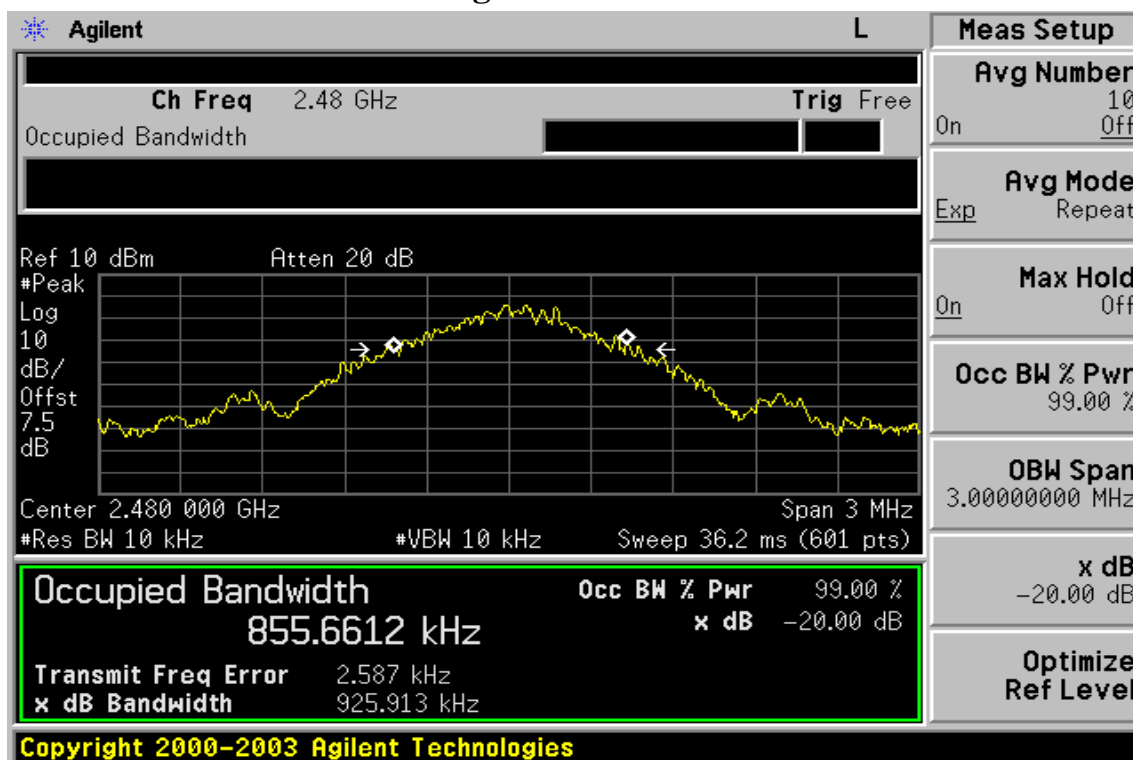 Agilent L Meas Setup
Ch Freq 2.48 GHz Trig Free
Occupied Bandwidth
Ref 10 dBm Atten 20 dB
#Peak
Log
10
dB/
Offst
7.5
dB
Center 2.480 000 GHz Span 3 MHz
#Res BW 10 kHz #VBW 10 kHz Sweep 36.2 ms (601 pts)
Occupied Bandwidth Occ BW % Pwr 99.00 %
855.6612 kHz x dB -20.00 dB
Transmit Freq Error 2.587 kHz
x dB Bandwidth 925.913 kHz
Avg Number
10
On Off
Avg Mode
Exp Repeat
Max Hold
On Off
Occ BW % Pwr
99.00 %
OBW Span
3.00000000 MHz
x dB
-20.00 dB
Optimize
Ref Level
Copyright 2000-2003 Agilent Technologies